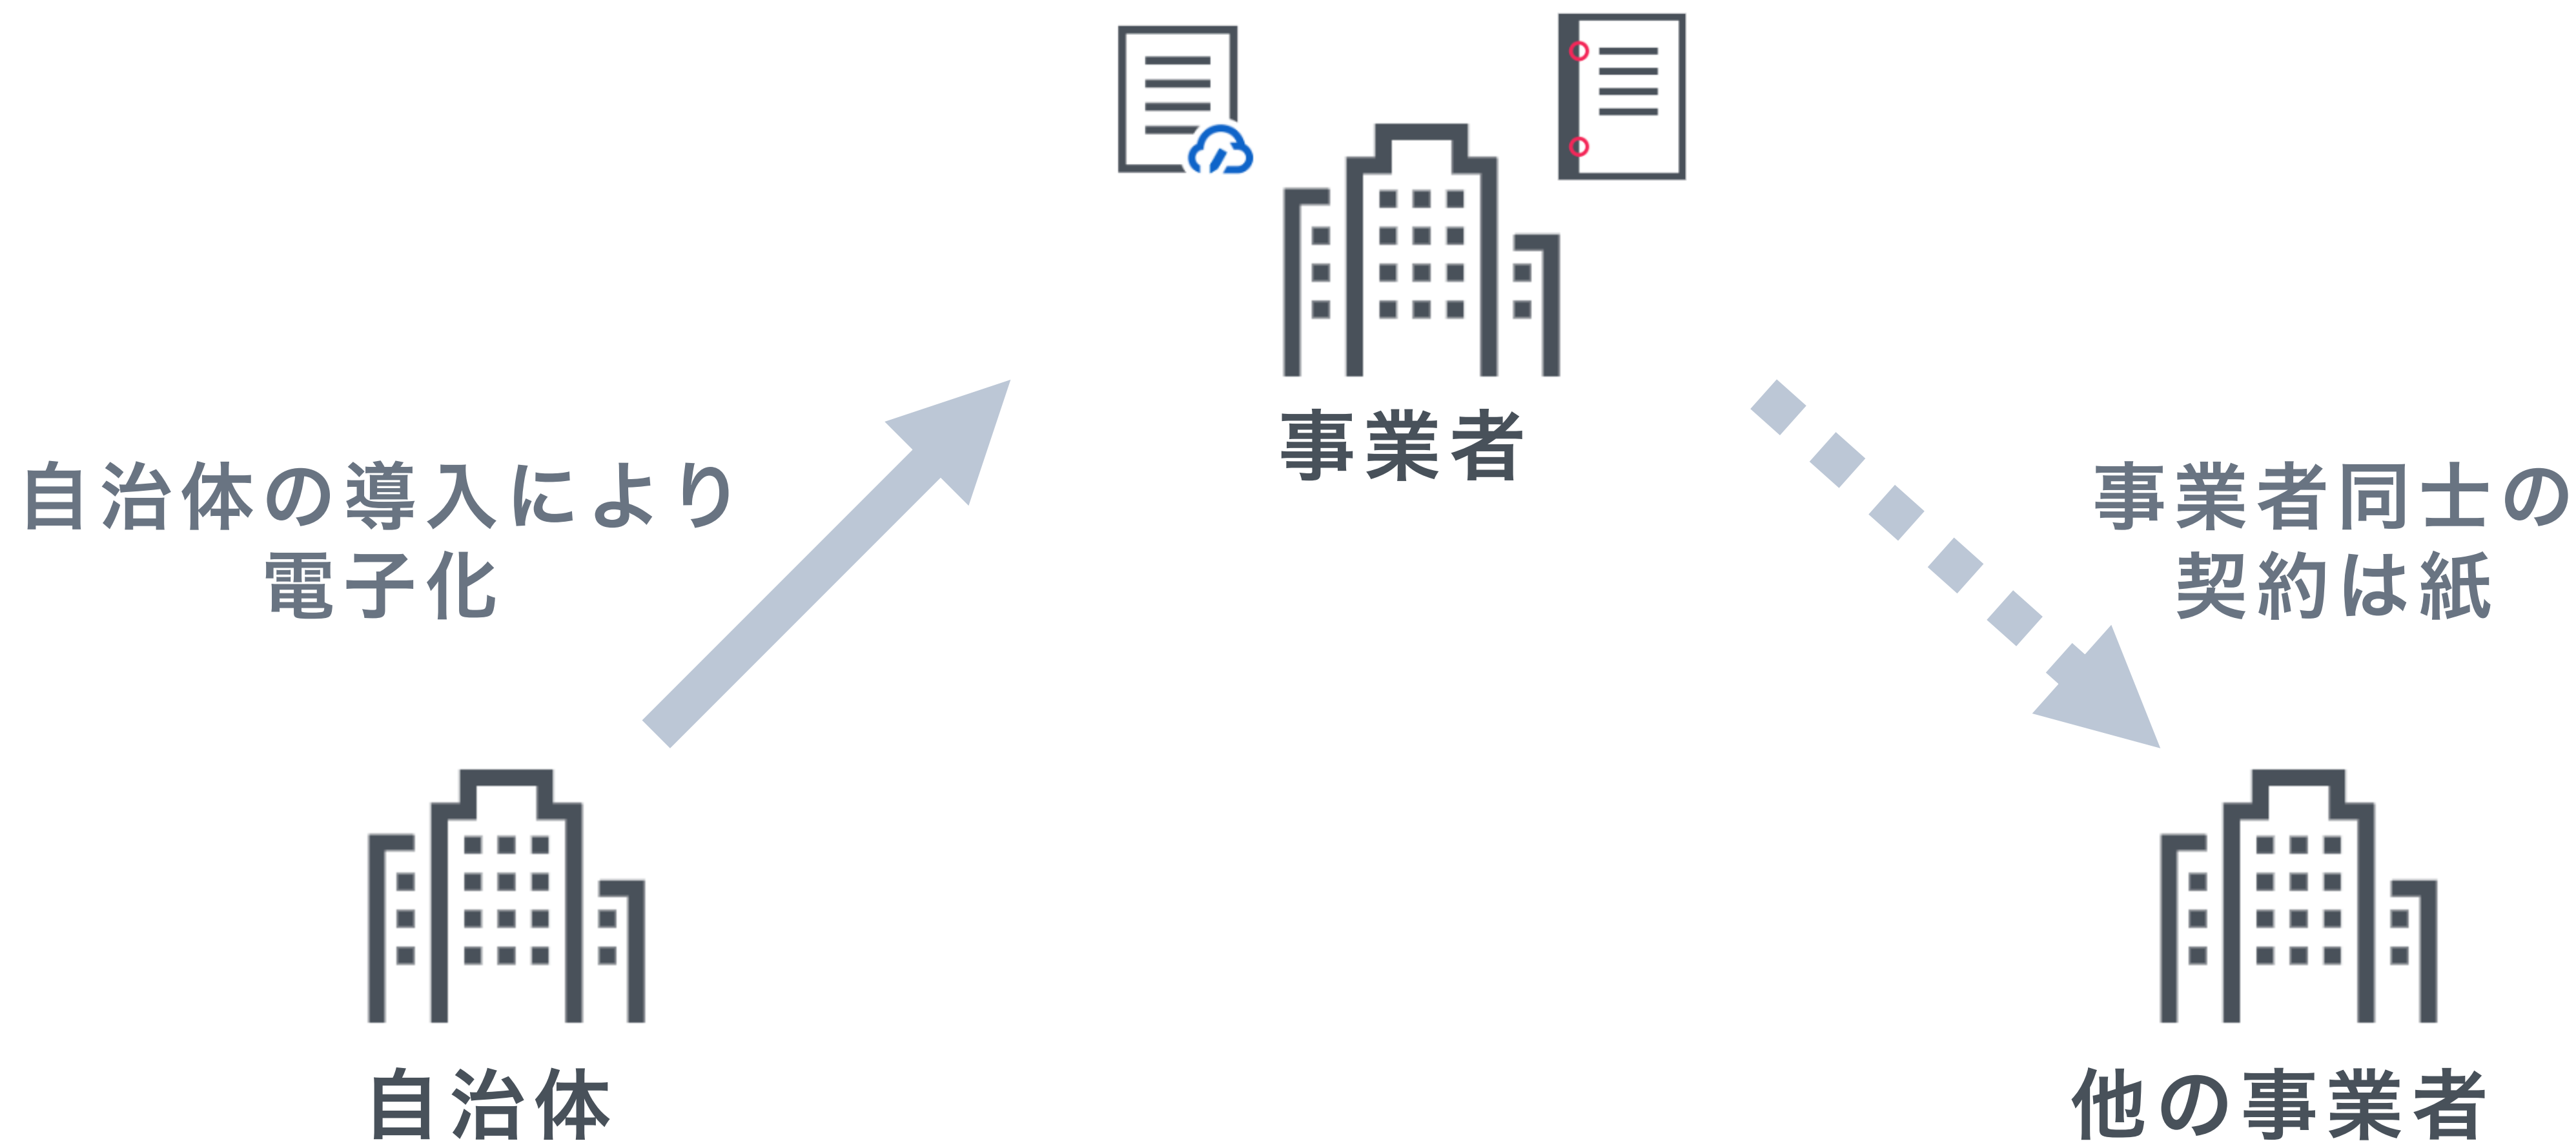 事業者
自治体の導入により
電子化
事業者同士の
契約は紙
自治体
他の事業者